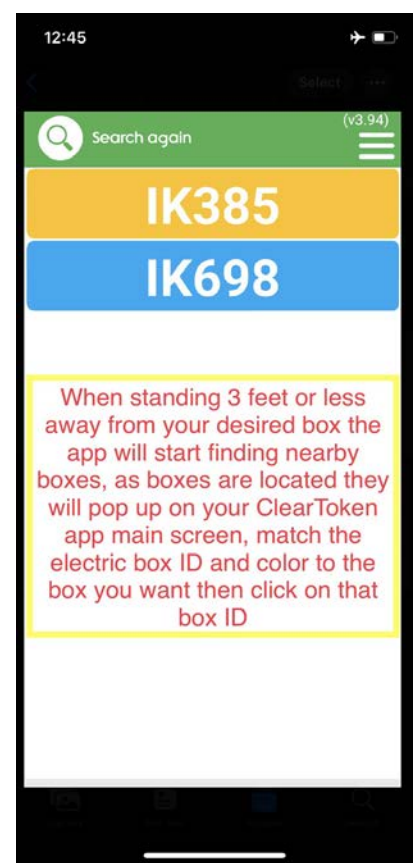 12:45
Select
(v3.94)
Search again
IK385
IK698
When standing 3 feet or less
away from your desired box the
app will start finding nearby
boxes, as boxes are located they
will pop up on your ClearToken
app main screen, match the
electric box ID and color to the
box you want then click on that
box ID